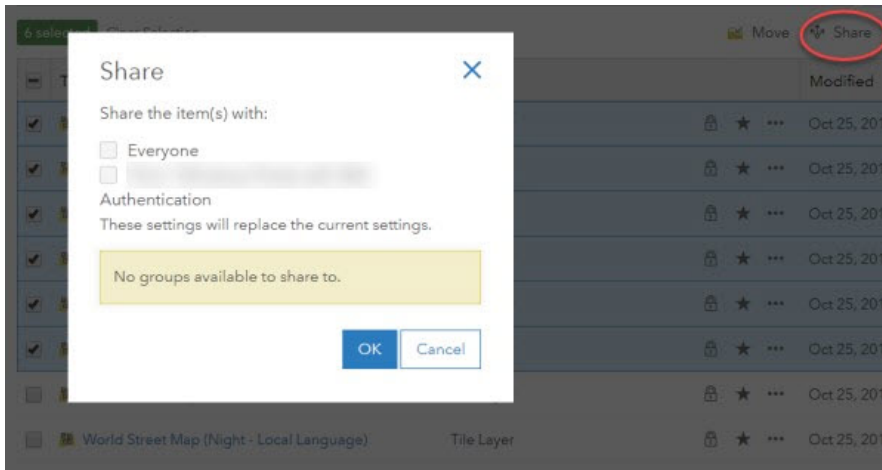 6 selected Clear Selection
Move
Share
Share
Share the item(s) with:
Everyone
Authentication
These settings will replace the current settings.
No groups available to share to.
OK
Cancel
T
Modified
Oct 25, 201
Oct 25, 201
Oct 25, 201
Oct 25, 201
Oct 25, 201
Oct 25, 201
Oct 25, 201
World Street Map (Night - Local Language)
Tile Layer
Oct 25, 201